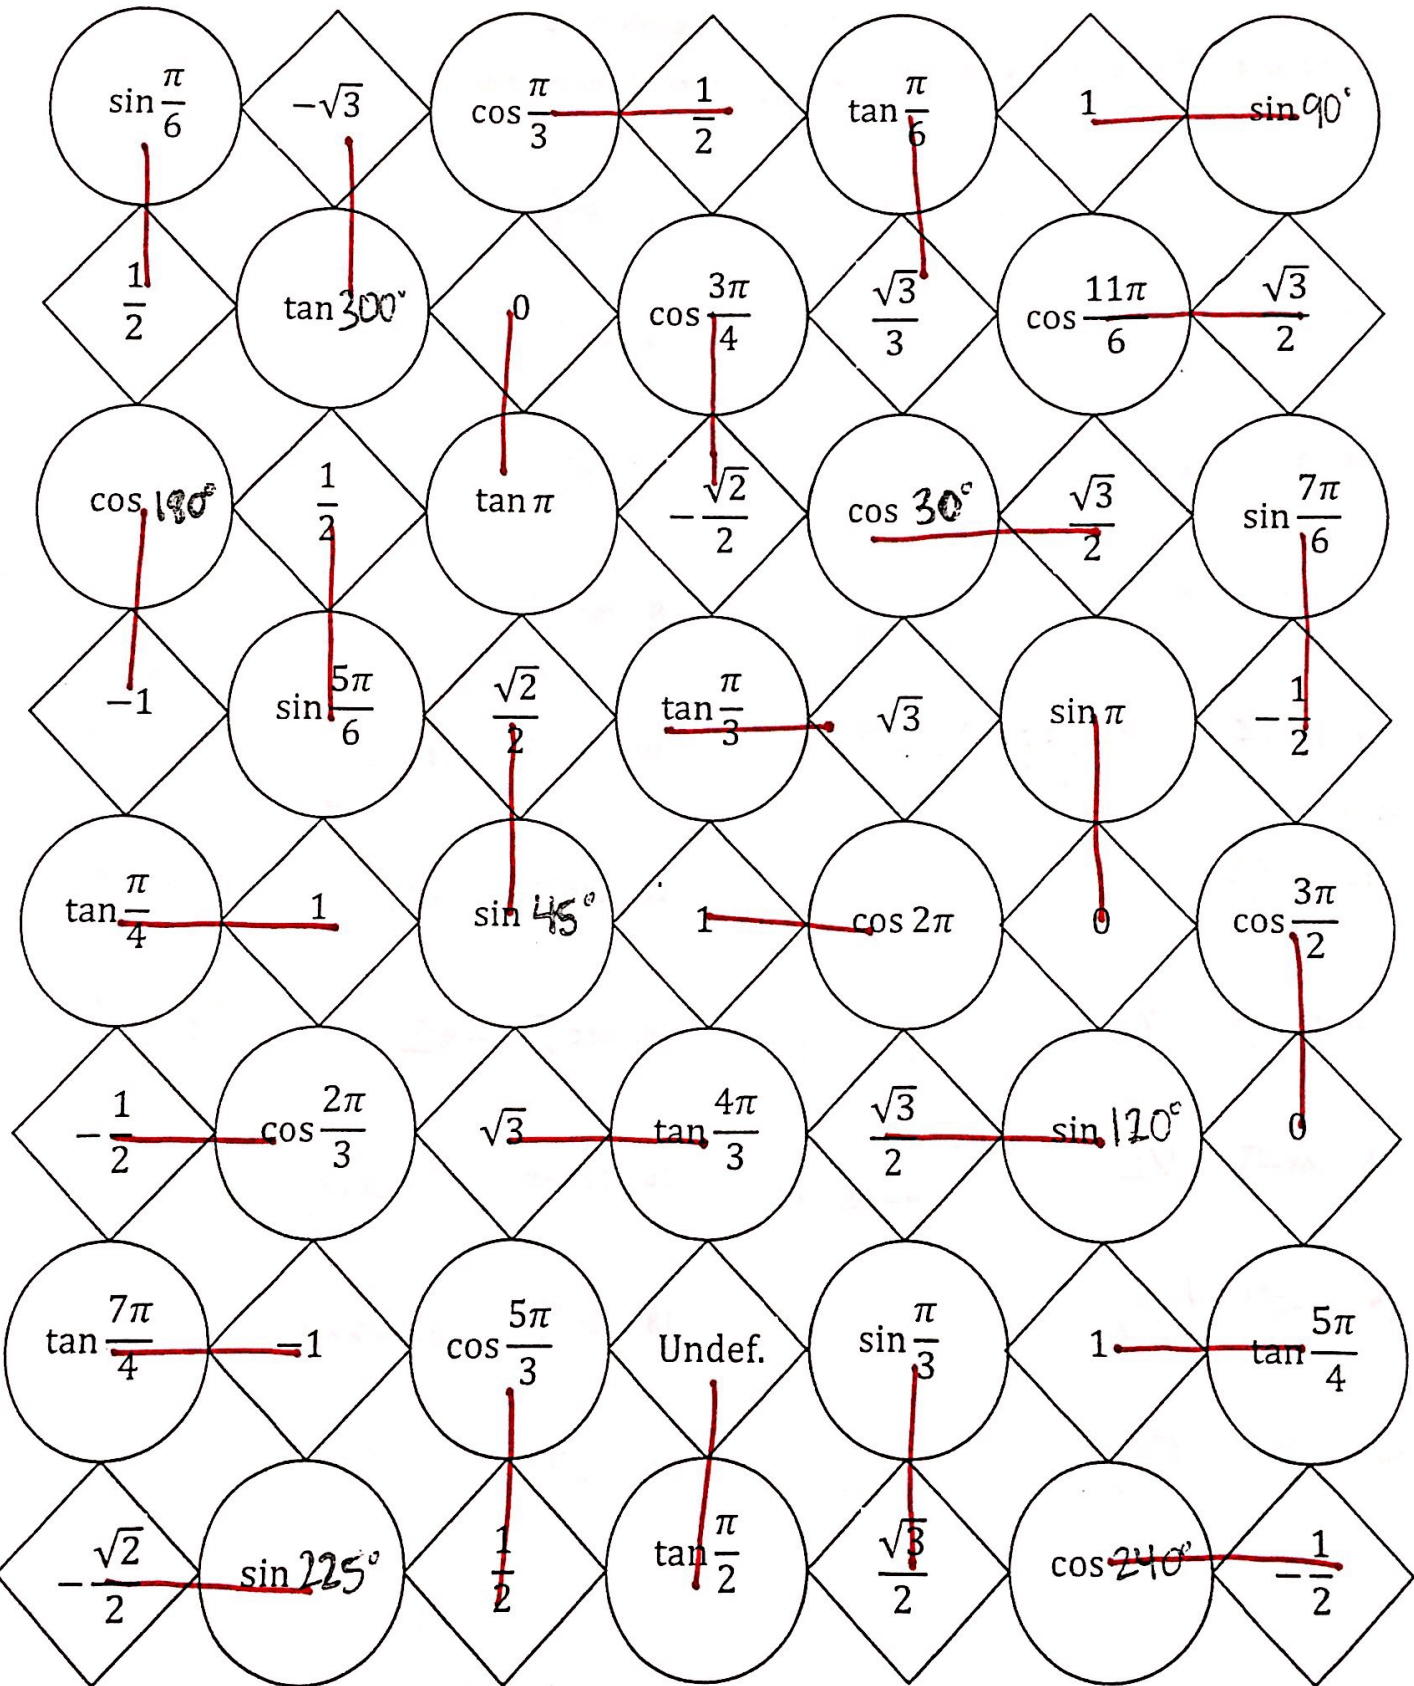 sin π/6 −√3 cos π/3 1/2 tan π/6 1 sin 90°
1/2 tan 300° 0 cos 3π/4 √3/3 cos 11π/6 √3/2
cos 180° 1/2 tan π −√2/2 cos 30° √3/2 sin 7π/6
−1 sin 5π/6 √2/2 tan π/3 √3 sin π −1/2
tan π/4 1 sin 45° 1 cos 2π 0 cos 3π/2
−1/2 cos 2π/3 √3 tan 4π/3 √3/2 sin 120° 0
tan 7π/4 −1 cos 5π/3 Undef. sin π/3 1 tan 5π/4
−√2/2 sin 225° 1/2 tan π/2 √3/2 cos 240° −1/2